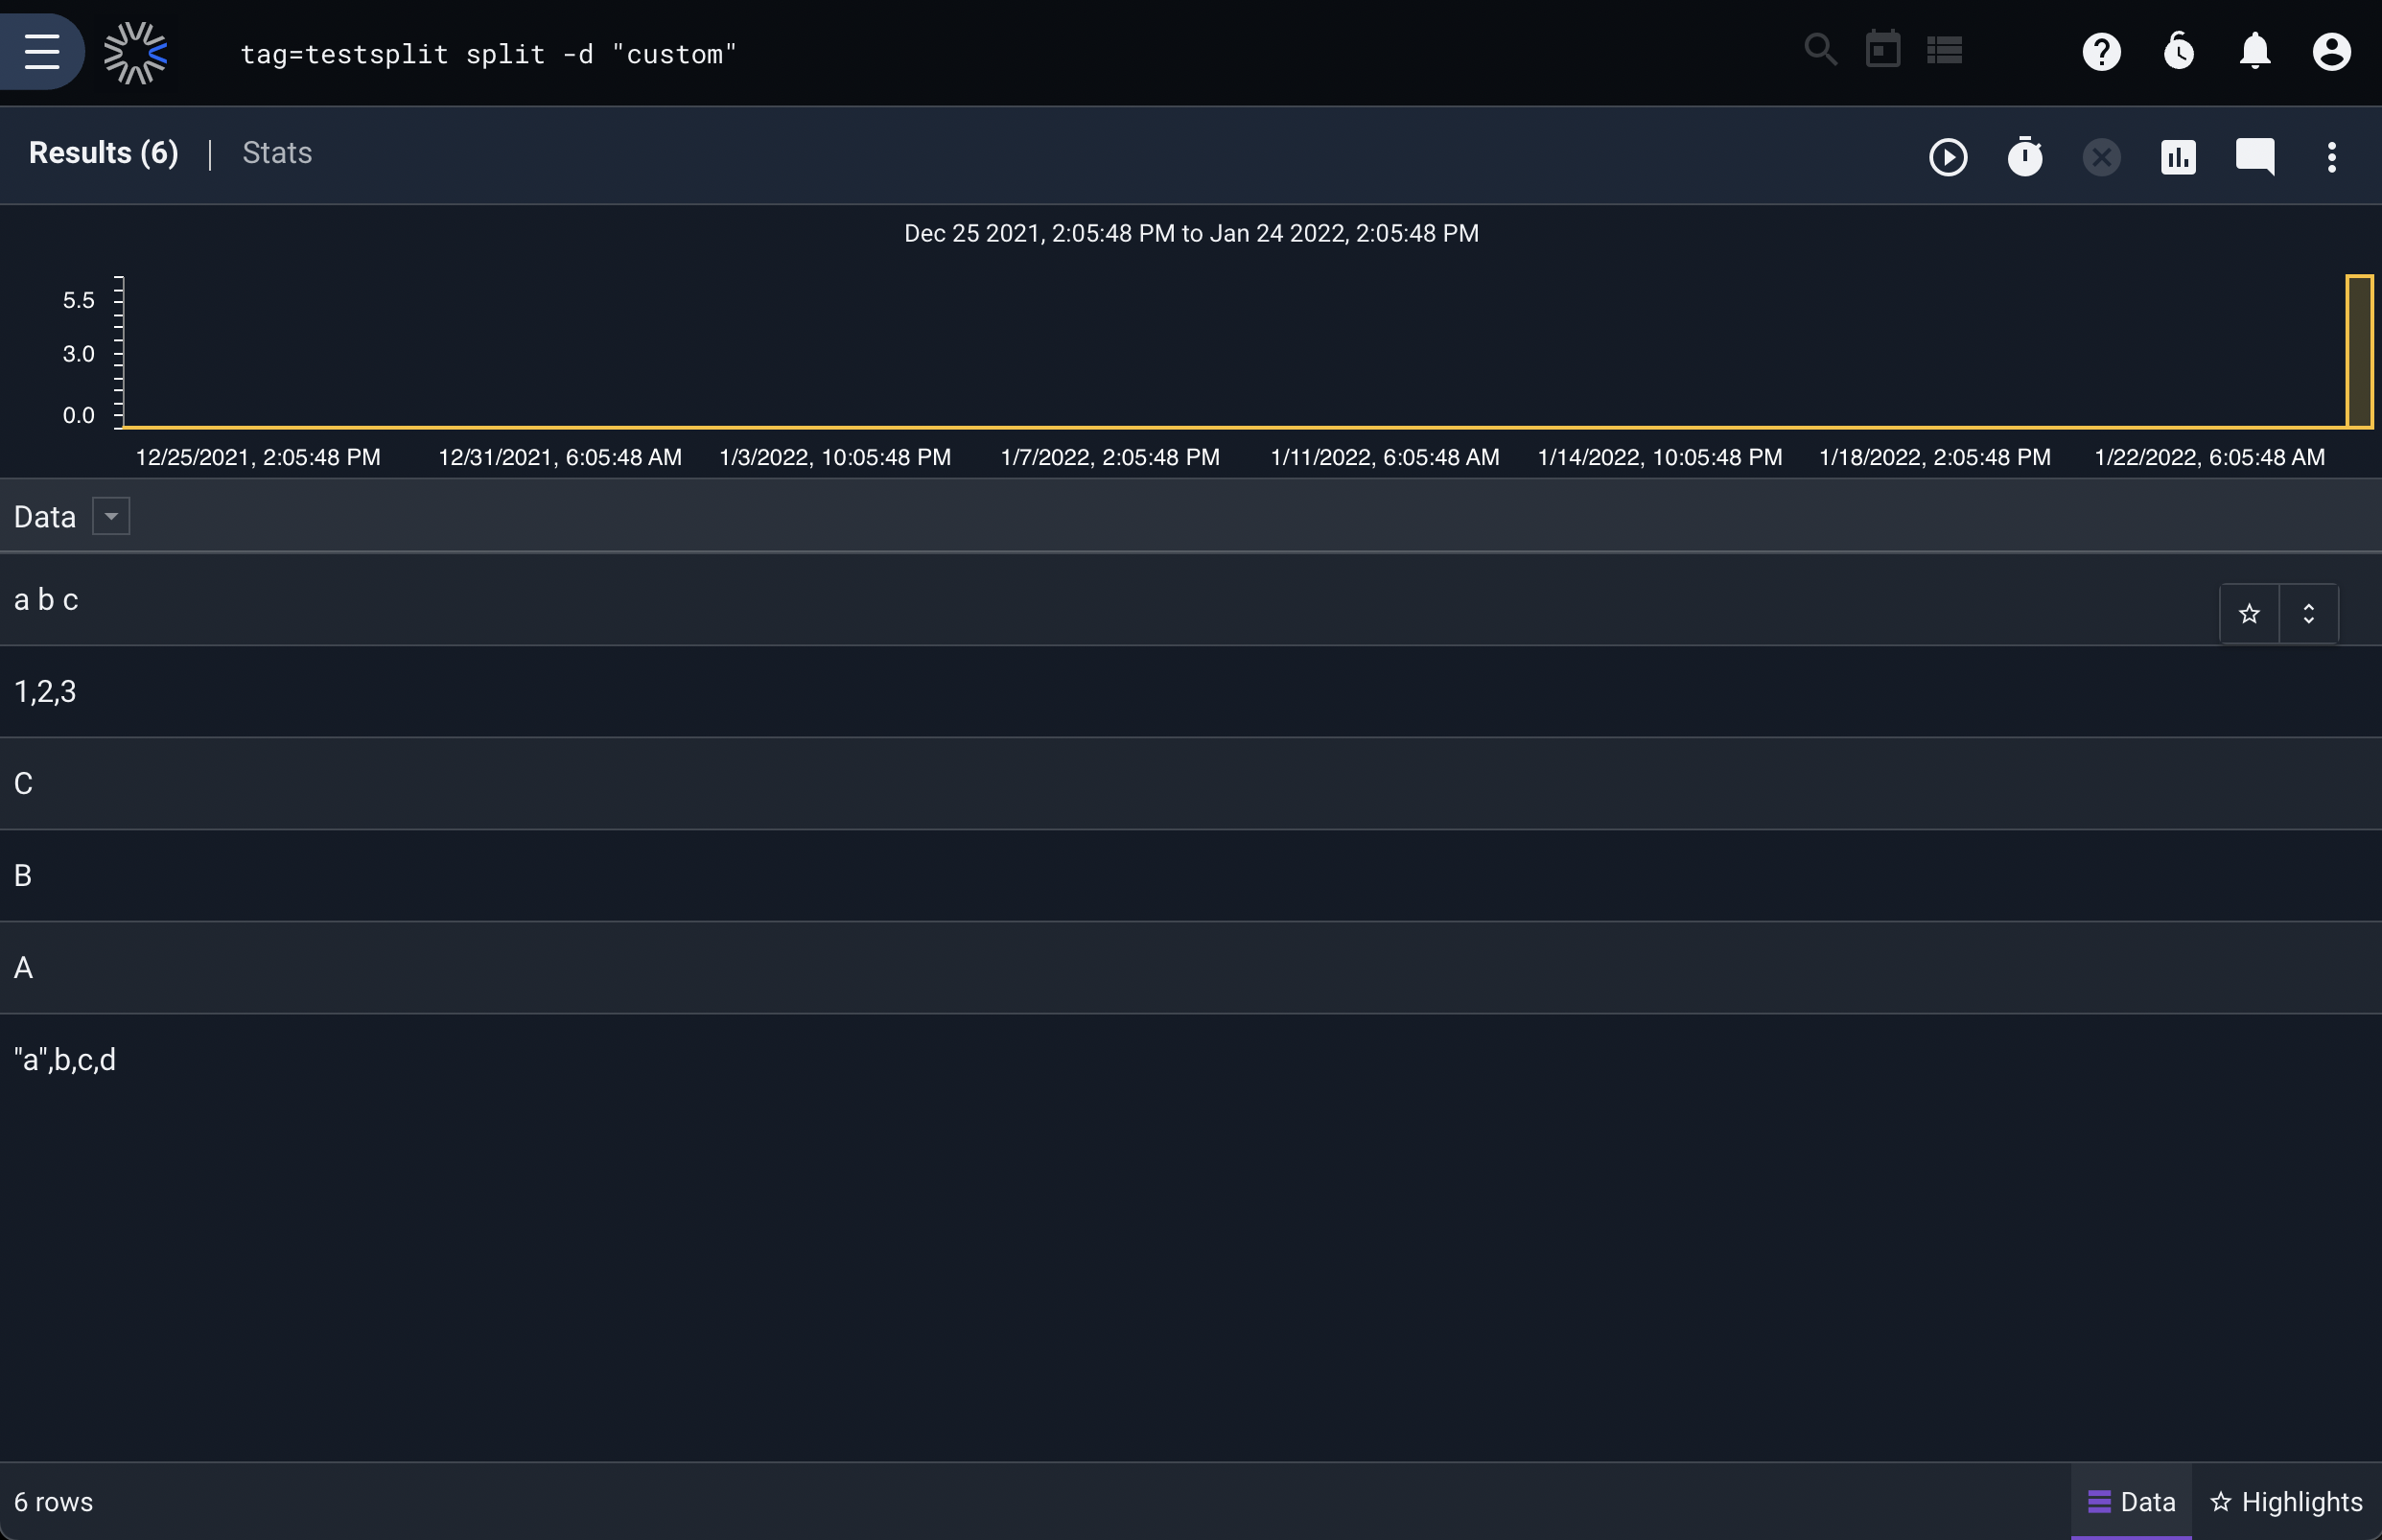 tag=testsplit split -d "custom"
Results (6) | Stats
Dec 25 2021, 2:05:48 PM to Jan 24 2022, 2:05:48 PM
5.5
3.0
0.0
12/25/2021, 2:05:48 PM 12/31/2021, 6:05:48 AM 1/3/2022, 10:05:48 PM 1/7/2022, 2:05:48 PM 1/11/2022, 6:05:48 AM 1/14/2022, 10:05:48 PM 1/18/2022, 2:05:48 PM 1/22/2022, 6:05:48 AM
Data
a b c
1,2,3
C
B
A
"a",b,c,d
6 rows Data Highlights